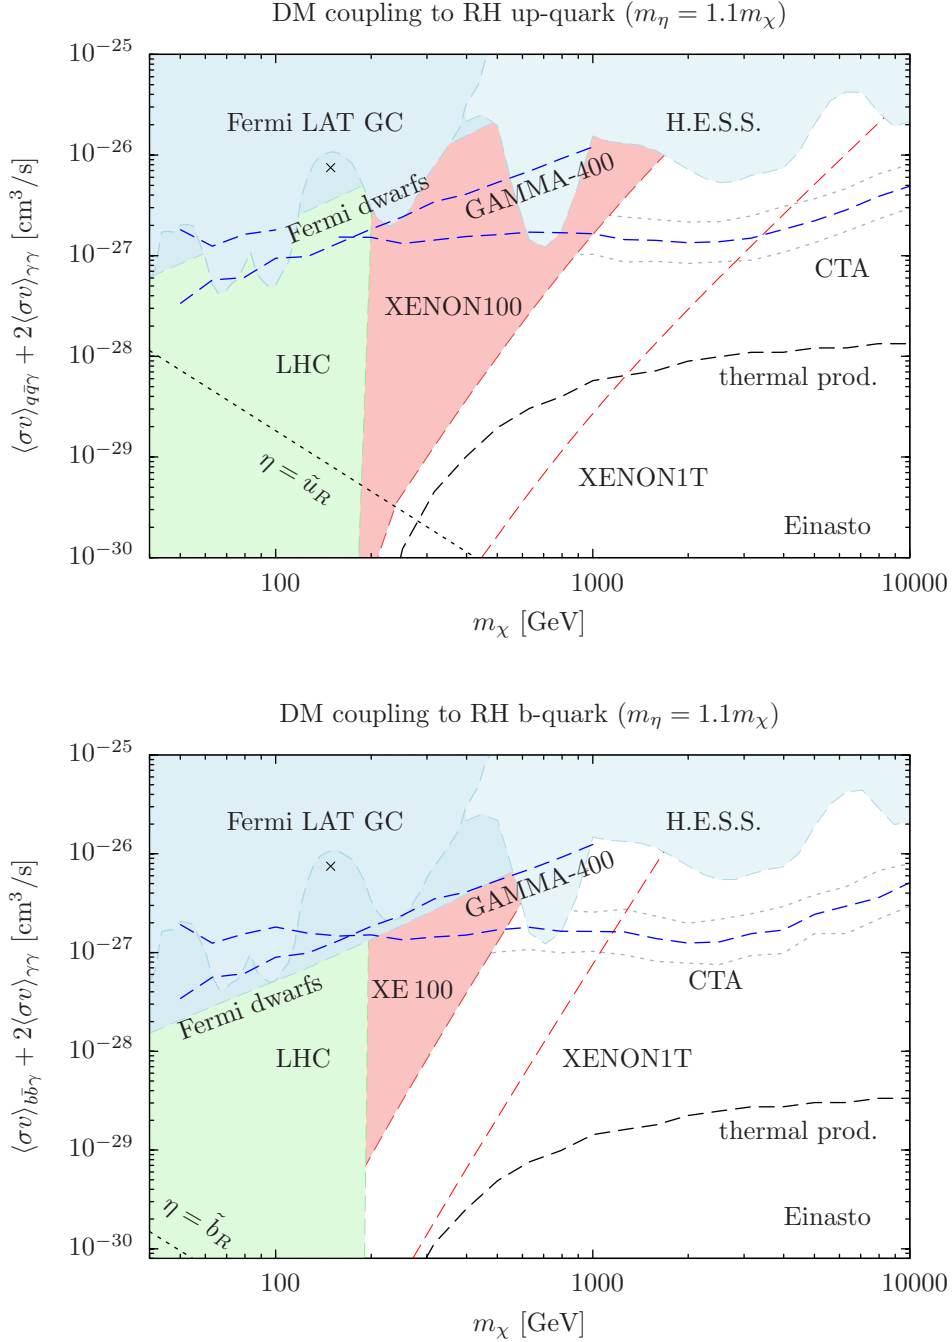 DM coupling to RH up-quark (m_η = 1.1m_χ)
10^−25
Fermi LAT GC
H.E.S.S.
10^−26
GAMMA-400
Fermi dwarfs
10^−27
CTA
XENON100
10^−28
LHC
thermal prod.
10^−29
η = ũ_R
XENON1T
Einasto
10^−30
⟨σv⟩_{qq̄γ} + 2⟨σv⟩_{γγ} [cm³/s]
100
1000
10000
m_χ [GeV]
DM coupling to RH b-quark (m_η = 1.1m_χ)
10^−25
Fermi LAT GC
H.E.S.S.
10^−26
GAMMA-400
10^−27
XE 100
CTA
Fermi dwarfs
10^−28
LHC
XENON1T
10^−29
thermal prod.
η = b̃_R
Einasto
10^−30
⟨σv⟩_{bb̄γ} + 2⟨σv⟩_{γγ} [cm³/s]
100
1000
10000
m_χ [GeV]